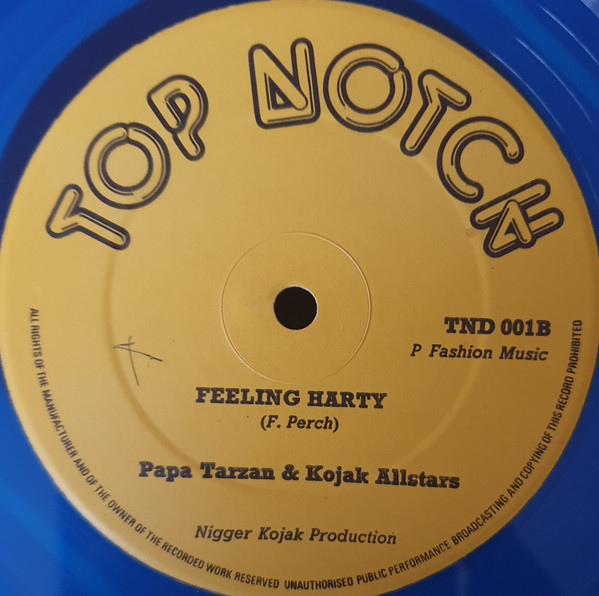 TOP NOTCH
TND 001B
P Fashion Music
FEELING HARTY
(F. Perch)
Papa Tarzan & Kojak Allstars
Nigger Kojak Production
ALL RIGHTS OF THE MANUFACTURER AND OF THE OWNER OF THE RECORDED WORK RESERVED UNAUTHORISED PUBLIC PERFORMANCE BROADCASTING AND COPYING OF THIS RECORD PROHIBITED